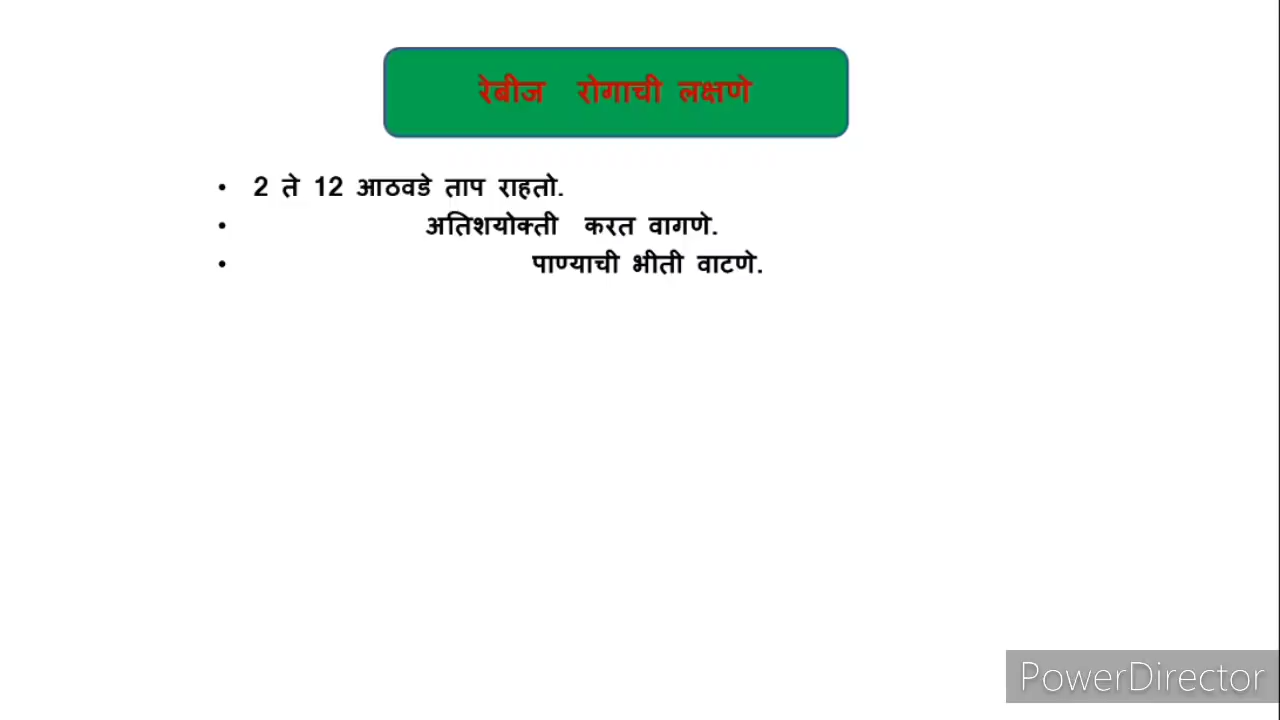 रेबीज रोगाची लक्षणे
• 2 ते 12 आठवडे ताप राहतो.
• अतिशयोक्ती करत वागणे.
• पाण्याची भीती वाटणे.
PowerDirector